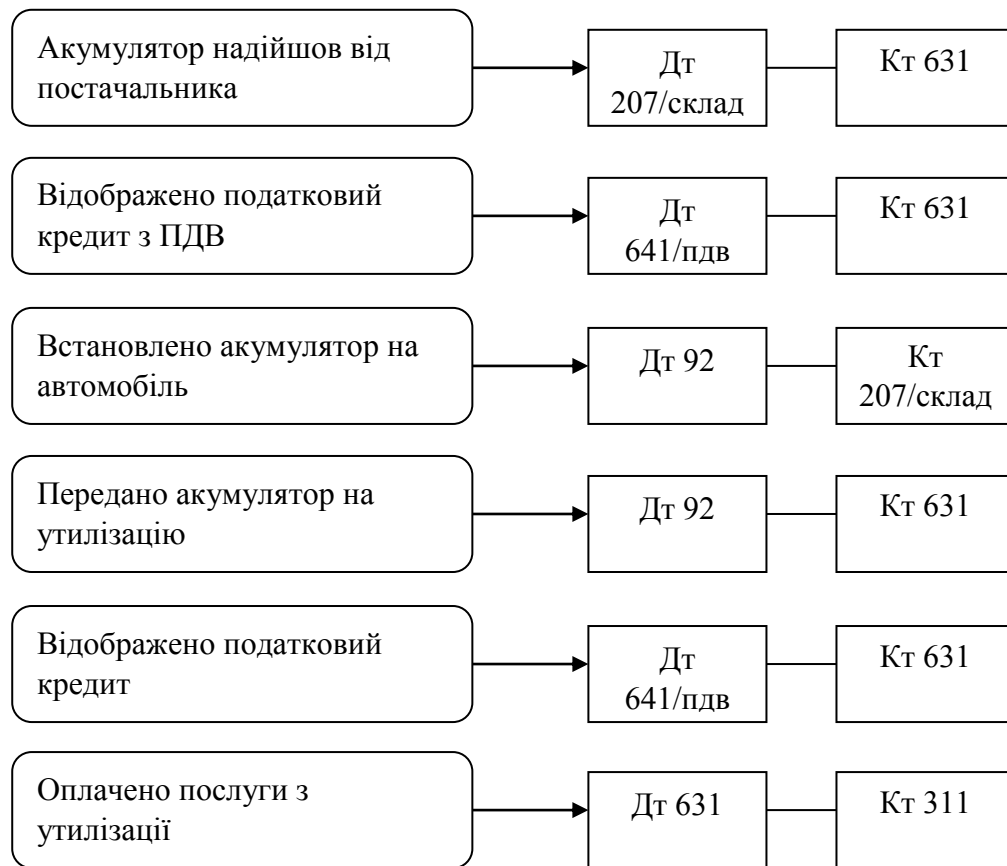 Акумулятор надійшов від
постачальника
Дт
207/склад
Кт 631
Відображено податковий
кредит з ПДВ
Дт
641/пдв
Кт 631
Встановлено акумулятор на
автомобіль
Дт 92
Кт
207/склад
Передано акумулятор на
утилізацію
Дт 92
Кт 631
Відображено податковий
кредит
Дт
641/пдв
Кт 631
Оплачено послуги з
утилізації
Дт 631
Кт 311